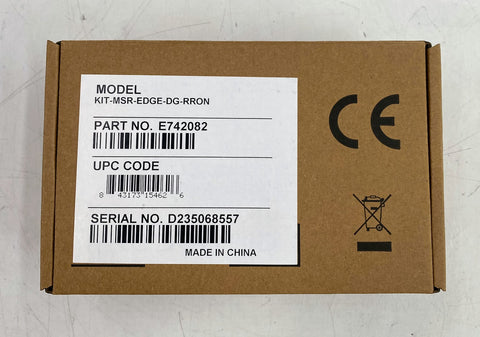 MODEL
KIT-MSR-EDGE-DG-RRON
PART NO. E742082
UPC CODE
8 43173"15462 6
SERIAL NO. D235068557
MADE IN CHINA
CE